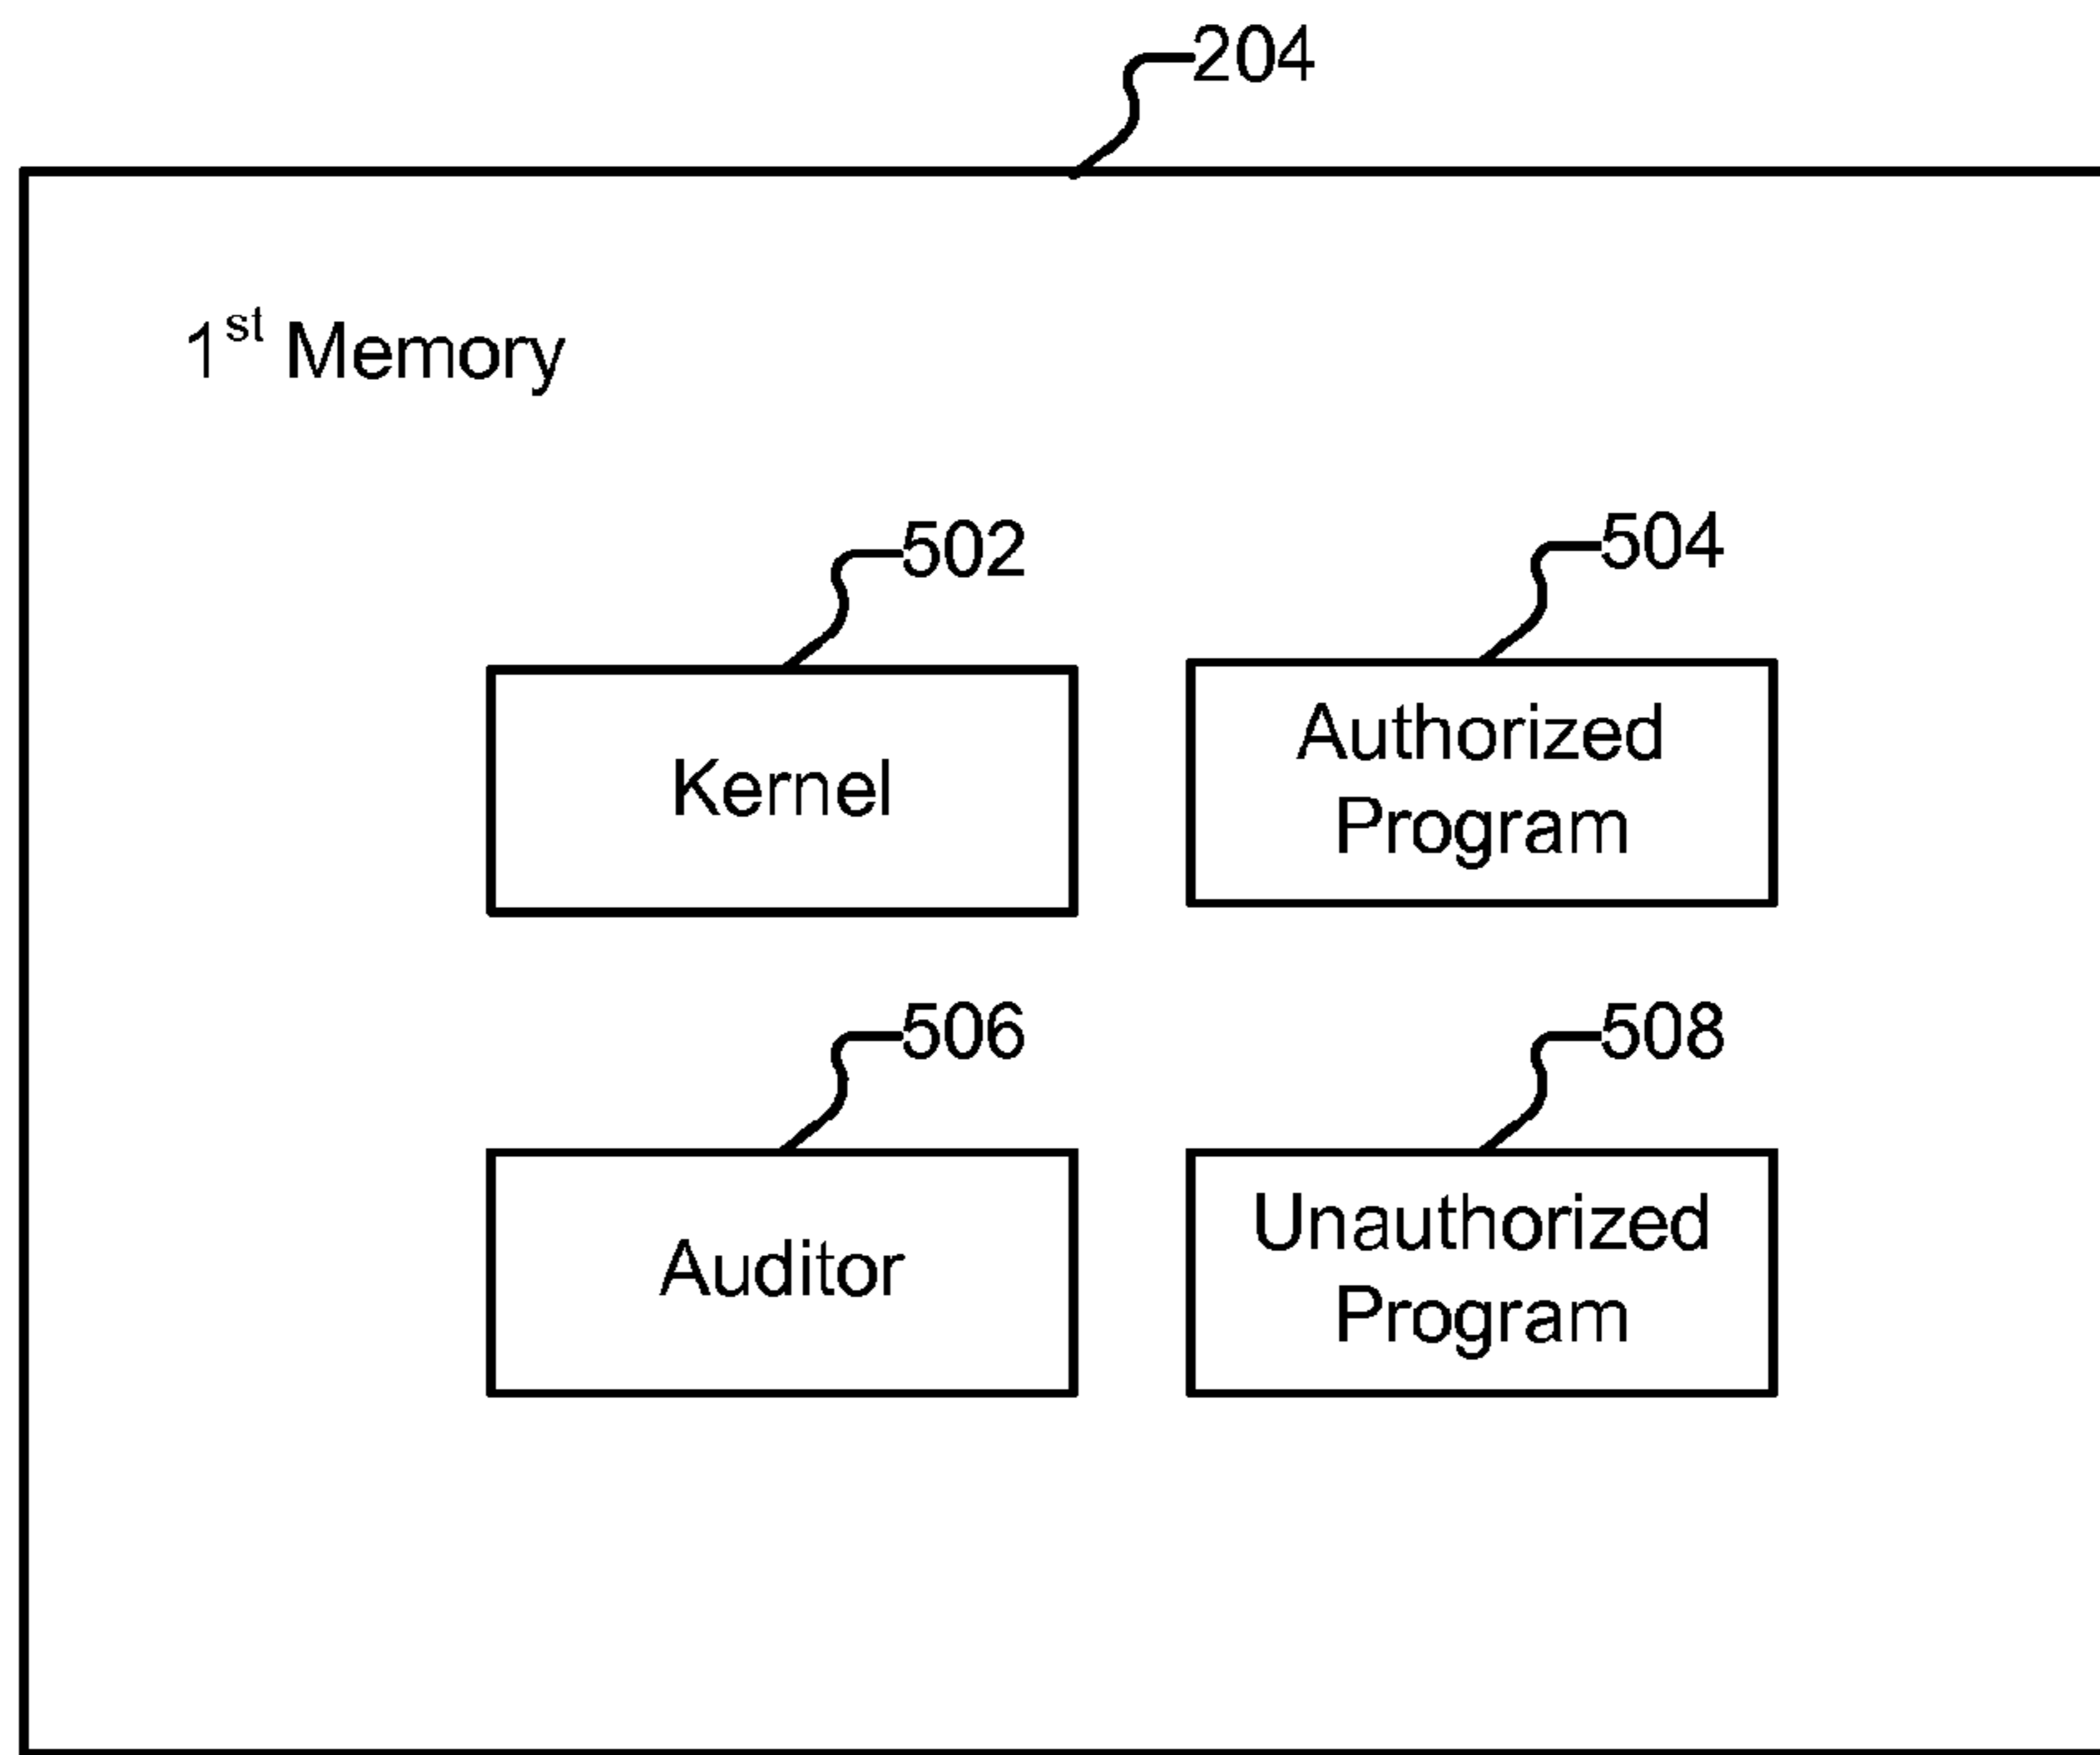 204
1st Memory
502
504
Kernel
Authorized
Program
506
508
Auditor
Unauthorized
Program